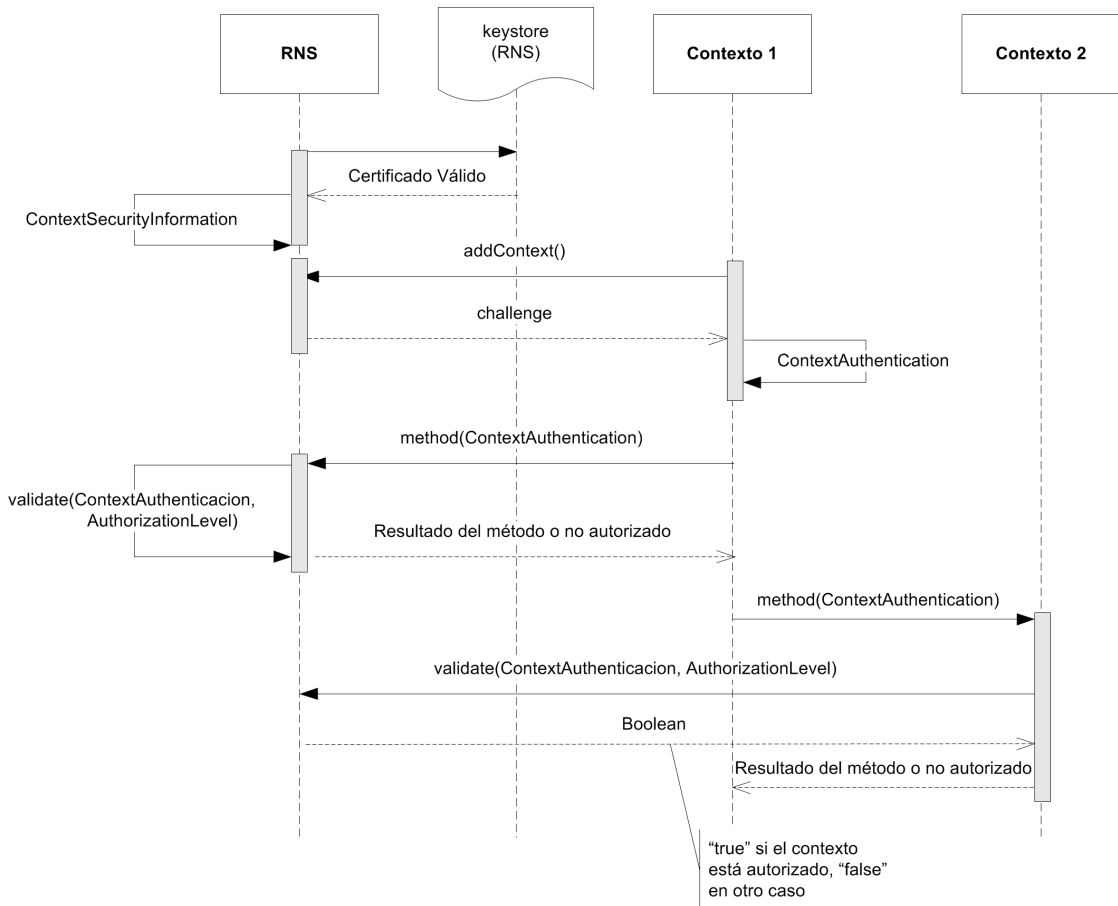 RNS
keystore
(RNS)
Contexto 1
Contexto 2
Certificado Válido
ContextSecurityInformation
addContext()
challenge
ContextAuthentication
method(ContextAuthentication)
validate(ContextAuthenticacion,
AuthorizationLevel)
Resultado del método o no autorizado
method(ContextAuthentication)
validate(ContextAuthenticacion, AuthorizationLevel)
Boolean
Resultado del método o no autorizado
“true” si el contexto
está autorizado, “false”
en otro caso